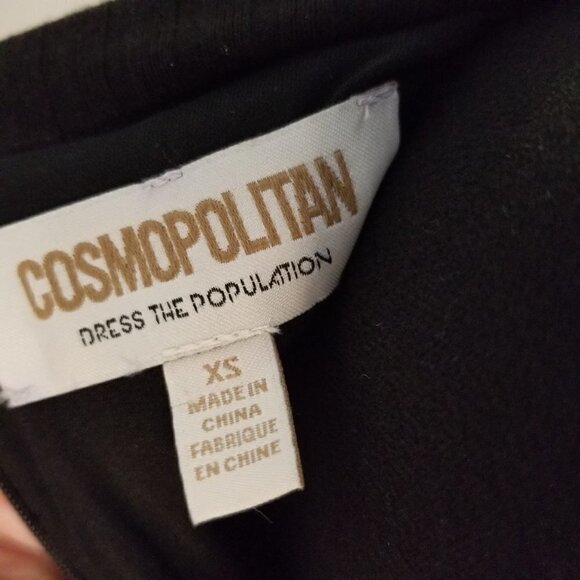 COSMOPOLITAN
DRESS THE POPULATION
XS
MADE IN
CHINA
FABRIQUE
EN CHINE